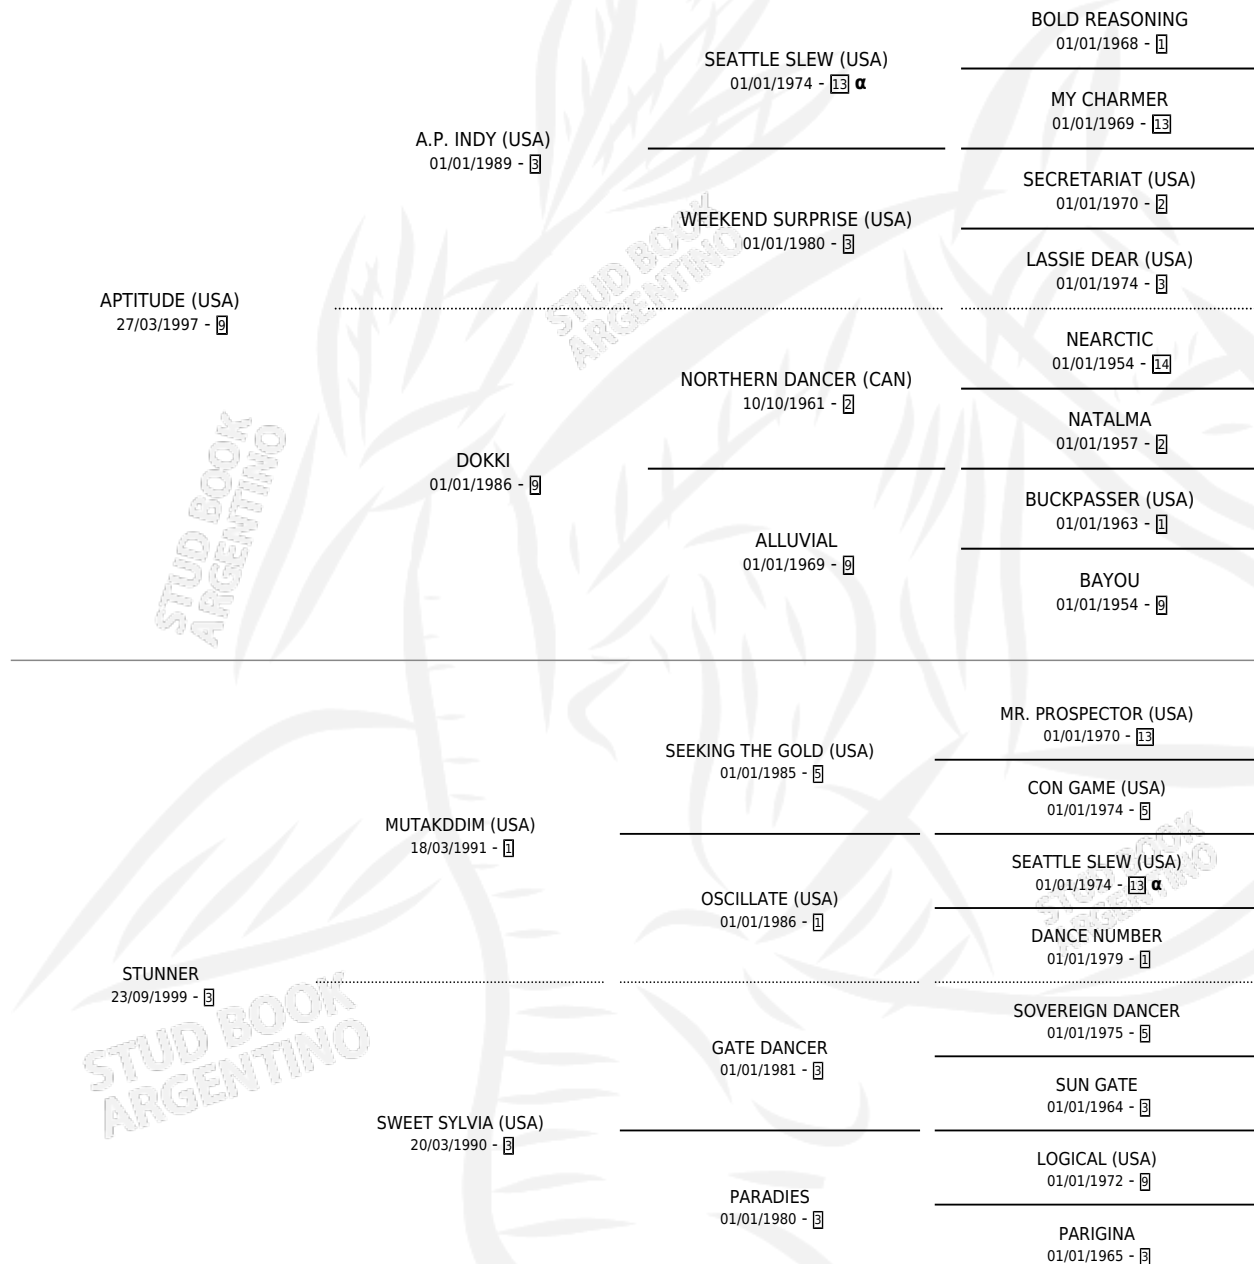 BOLD REASONING
01/01/1968 - 1
SEATTLE SLEW (USA)
01/01/1974 - 13 α
MY CHARMER
01/01/1969 - 13
A.P. INDY (USA)
01/01/1989 - 3
SECRETARIAT (USA)
01/01/1970 - 2
WEEKEND SURPRISE (USA)
01/01/1980 - 3
LASSIE DEAR (USA)
01/01/1974 - 3
APTITUDE (USA)
27/03/1997 - 9
NEARCTIC
01/01/1954 - 14
NORTHERN DANCER (CAN)
10/10/1961 - 2
NATALMA
01/01/1957 - 2
DOKKI
01/01/1986 - 9
BUCKPASSER (USA)
01/01/1963 - 1
ALLUVIAL
01/01/1969 - 9
BAYOU
01/01/1954 - 9
STUD BOOK
ARGENTINO
STUD BOOK
ARGENTINO
MR. PROSPECTOR (USA)
01/01/1970 - 13
SEEKING THE GOLD (USA)
01/01/1985 - 5
CON GAME (USA)
01/01/1974 - 5
MUTAKDDIM (USA)
18/03/1991 - 1
SEATTLE SLEW (USA)
01/01/1974 - 13 α
OSCILLATE (USA)
01/01/1986 - 1
DANCE NUMBER
01/01/1979 - 1
STUNNER
23/09/1999 - 3
SOVEREIGN DANCER
01/01/1975 - 5
GATE DANCER
01/01/1981 - 3
SUN GATE
01/01/1964 - 3
SWEET SYLVIA (USA)
20/03/1990 - 3
LOGICAL (USA)
01/01/1972 - 9
PARADIES
01/01/1980 - 3
PARIGINA
01/01/1965 - 3
STUD BOOK
ARGENTINO
STUD BOOK
ARGENTINO